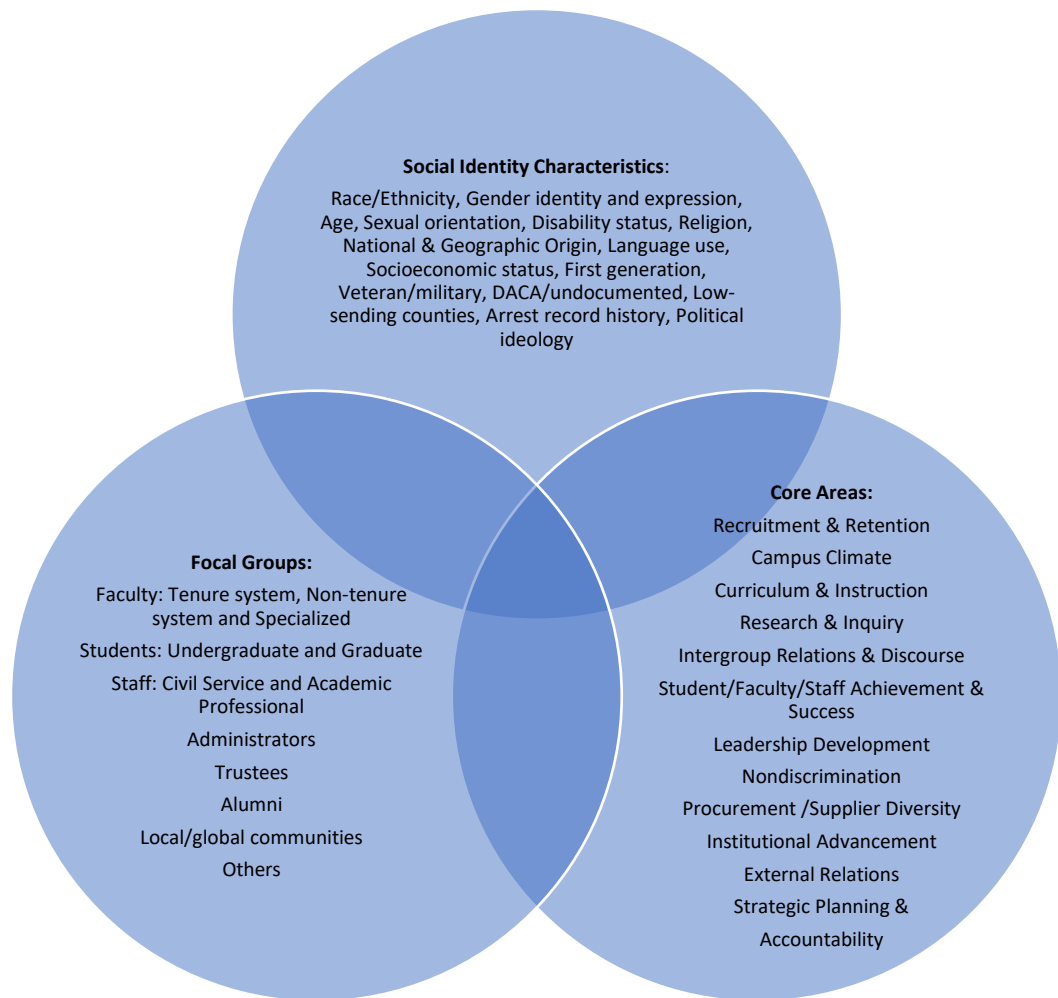 Social Identity Characteristics:
Race/Ethnicity, Gender identity and expression,
Age, Sexual orientation, Disability status, Religion,
National & Geographic Origin, Language use,
Socioeconomic status, First generation,
Veteran/military, DACA/undocumented, Low-
sending counties, Arrest record history, Political
ideology
Focal Groups:
Faculty: Tenure system, Non-tenure
system and Specialized
Students: Undergraduate and Graduate
Staff: Civil Service and Academic
Professional
Administrators
Trustees
Alumni
Local/global communities
Others
Core Areas:
Recruitment & Retention
Campus Climate
Curriculum & Instruction
Research & Inquiry
Intergroup Relations & Discourse
Student/Faculty/Staff Achievement &
Success
Leadership Development
Nondiscrimination
Procurement /Supplier Diversity
Institutional Advancement
External Relations
Strategic Planning &
Accountability